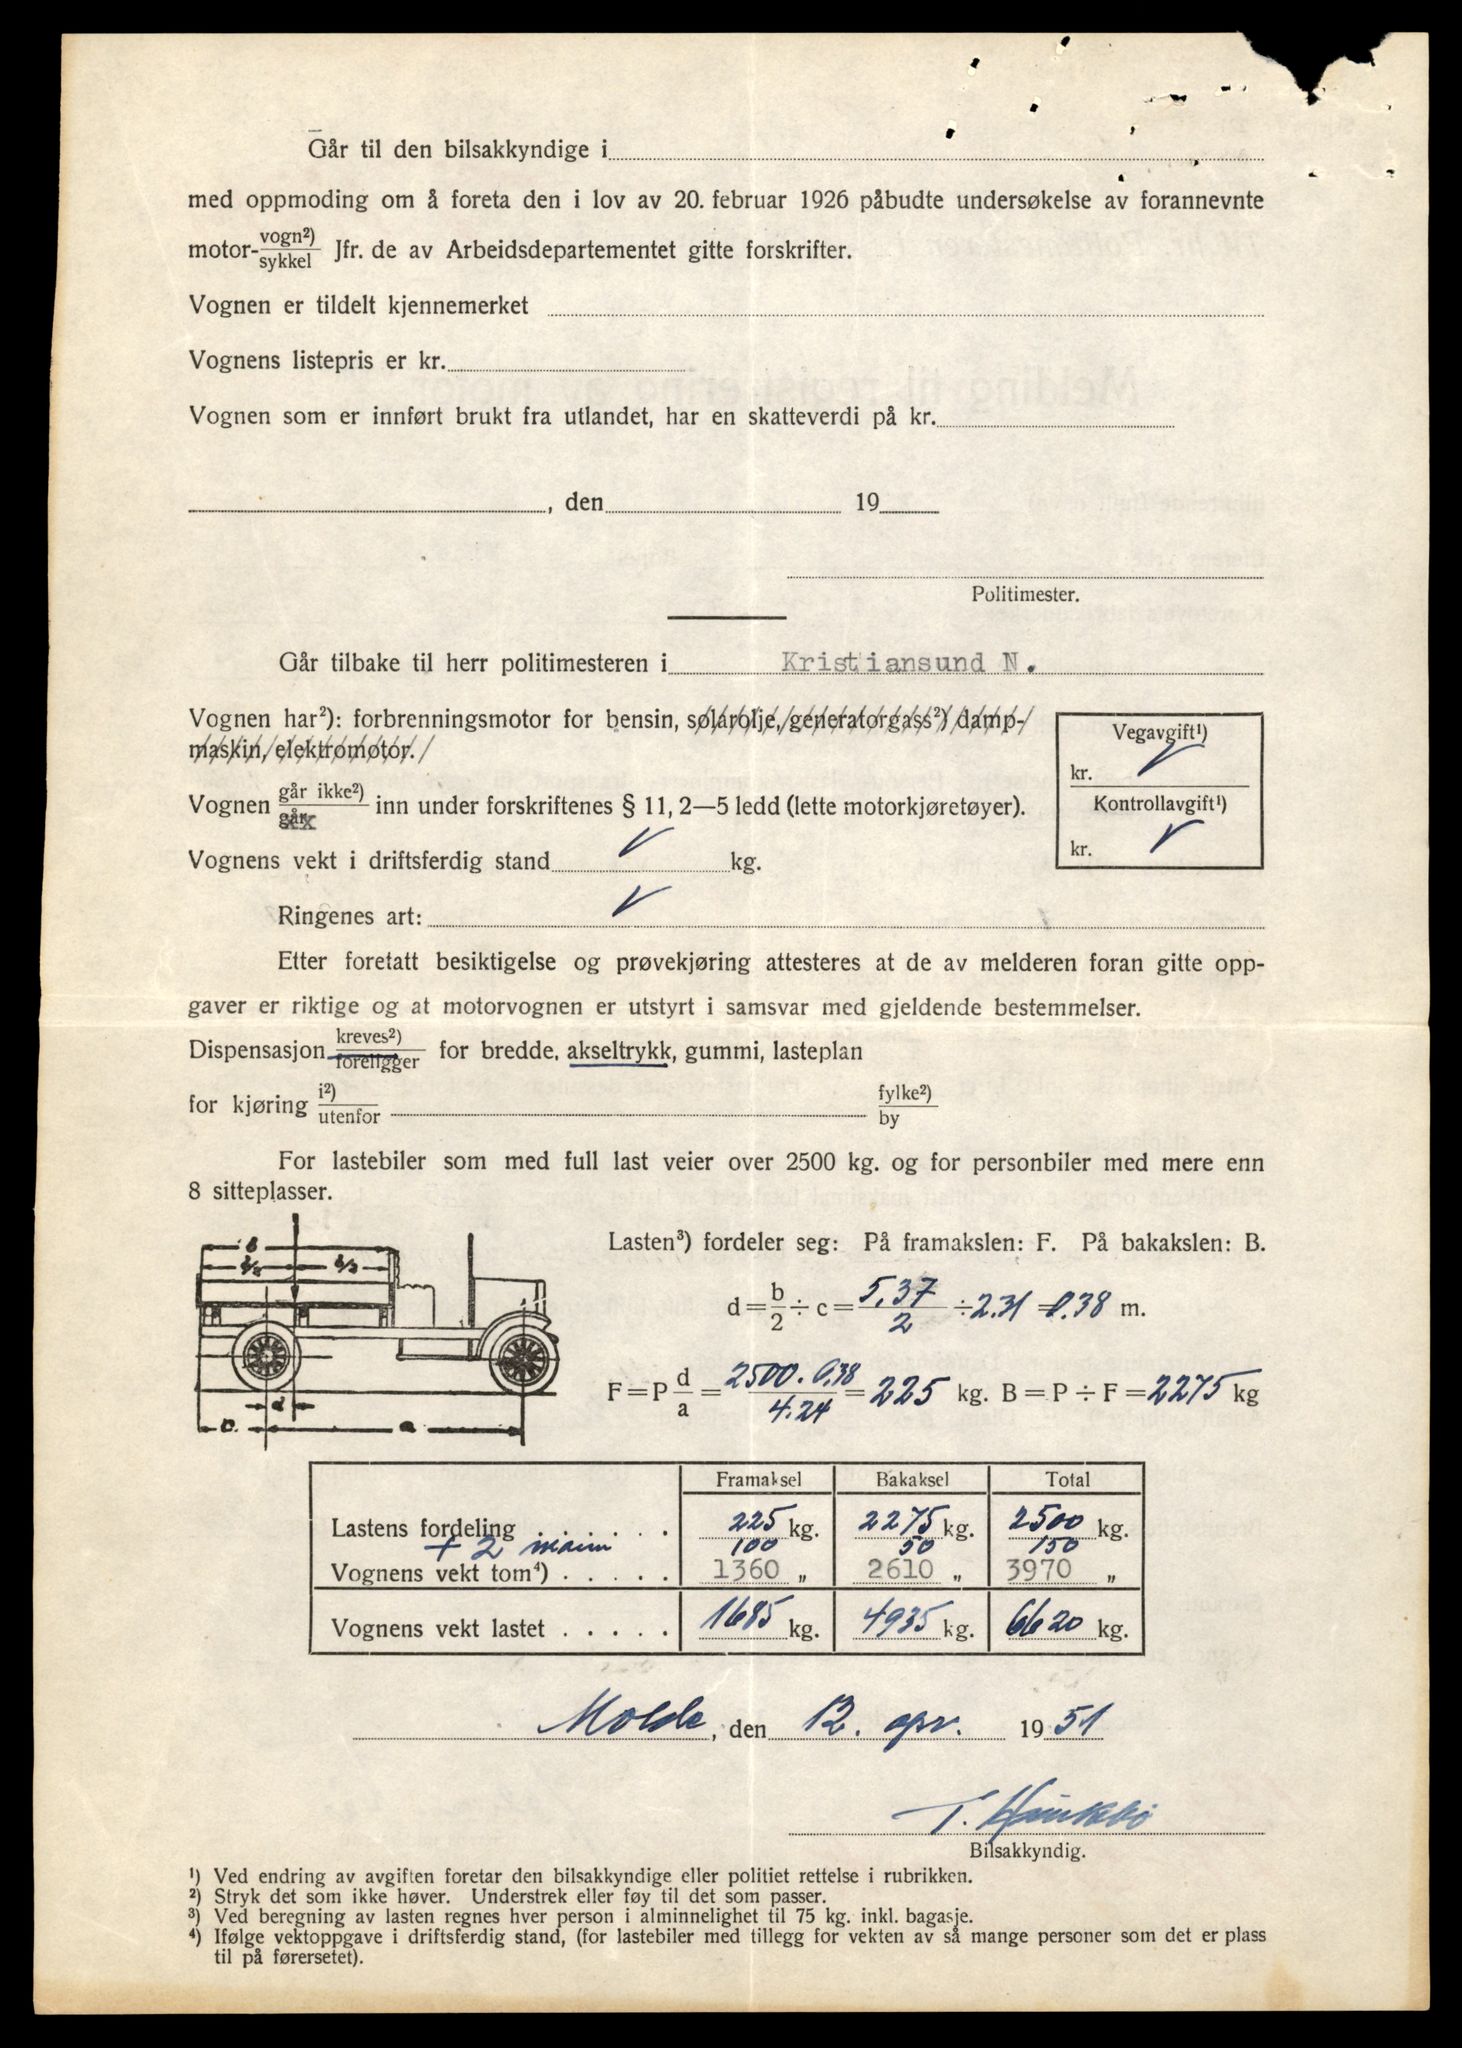 Går til den bilsakkyndige i
med oppmoding om å foreta den i lov av 20. februar 1926 påbudte undersøkelse av forannevnte
motor-vogn²)/sykkel Jfr. de av Arbeidsdepartementet gitte forskrifter.
Vognen er tildelt kjennemerket
Vognens listepris er kr.
Vognen som er innført brukt fra utlandet, har en skatteverdi på kr.
, den 19
Politimester.
Går tilbake til herr politimesteren i Kristiansund N.
Vognen har²): forbrenningsmotor for bensin, solarolje, generatorgass²) damp-
maskin, elektromotor.
Vegavgift¹)
kr. ✓
Kontrollavgift¹)
kr. ✓
Vognen går ikke²)/går inn under forskriftenes § 11, 2—5 ledd (lette motorkjøretøyer).
Vognens vekt i driftsferdig stand ✓ kg.
Ringenes art: ✓
Etter foretatt besiktigelse og prøvekjøring attesteres at de av melderen foran gitte opp-
gaver er riktige og at motorvognen er utstyrt i samsvar med gjeldende bestemmelser.
Dispensasjon kreves²)/foreligger for bredde, akseltrykk, gummi, lasteplan
for kjøring i²)/utenfor fylke²)/by
For lastebiler som med full last veier over 2500 kg. og for personbiler med mere enn
8 sitteplasser.
b
b/2 b/2
d
c. a
Lasten³) fordeler seg: På framakslen: F. På bakakslen: B.
d = b/2 ÷ c = 5,37/2 ÷ 2.31 = 0.38 m.
F = P d/a = 2500 . 0,38/4.24 = 225 kg. B = P ÷ F = 2275 kg
Framaksel Bakaksel Total
Lastens fordeling . . . . . . 225 kg. 2275 kg. 2500 kg.
+ 2 mann 100 50 150
Vognens vekt tom⁴) . . . . . 1360 „ 2610 „ 3970 „
Vognens vekt lastet . . . . . 1685 kg. 4935 kg. 6620 kg.
Molde, den 12. apr. 1951
Bilsakkyndig.
¹) Ved endring av avgiften foretar den bilsakkyndige eller politiet rettelse i rubrikken.
²) Stryk det som ikke høver. Understrek eller føy til det som passer.
³) Ved beregning av lasten regnes hver person i alminnelighet til 75 kg. inkl. bagasje.
⁴) Ifølge vektoppgave i driftsferdig stand, (for lastebiler med tillegg for vekten av så mange personer som det er plass
til på førersetet).